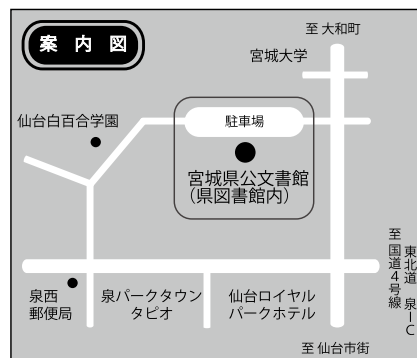 案内図
至 大和町
宮城大学
仙台白百合学園
駐車場
宮城県公文書館
（県図書館内）
至 国道4号線
東北道 泉IC
泉西
郵便局
泉パークタウン
タピオ
仙台ロイヤル
パークホテル
至 仙台市街